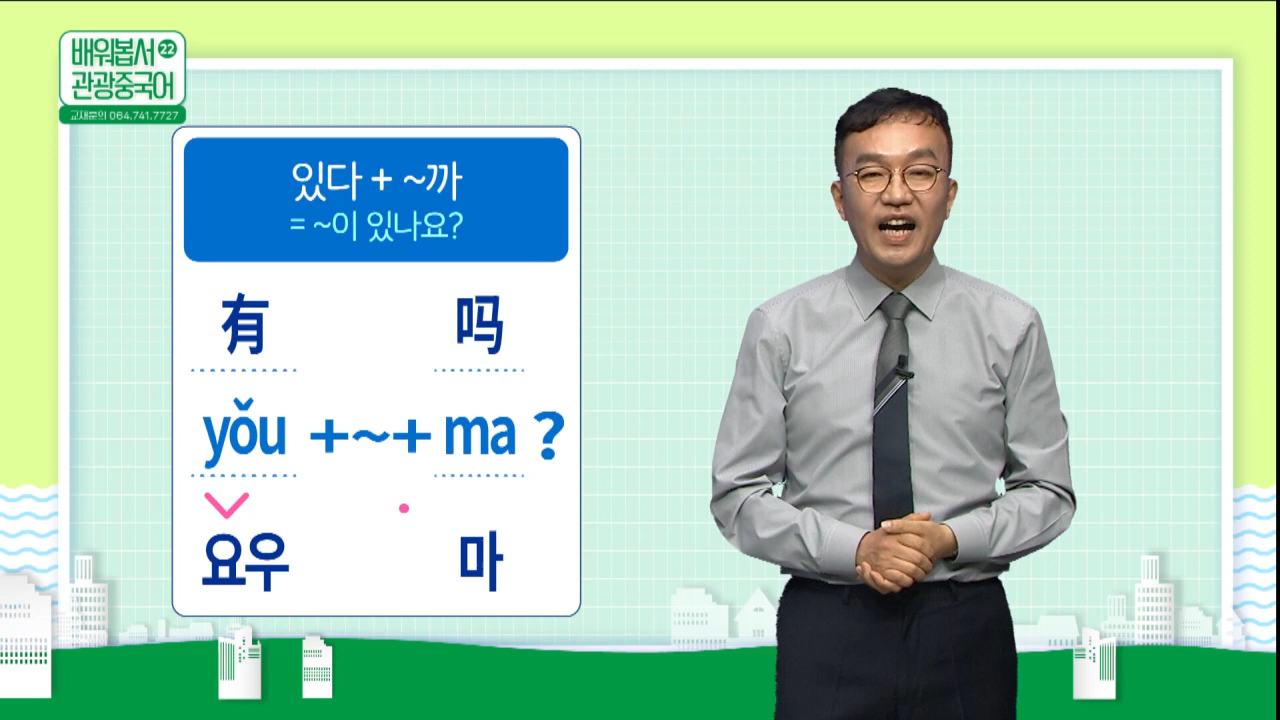 배워봅서 22
관광중국어
교재문의 064.741.7727
있다 + ~까
= ~이 있나요?
有 吗
yǒu +~+ ma ?
요우 마